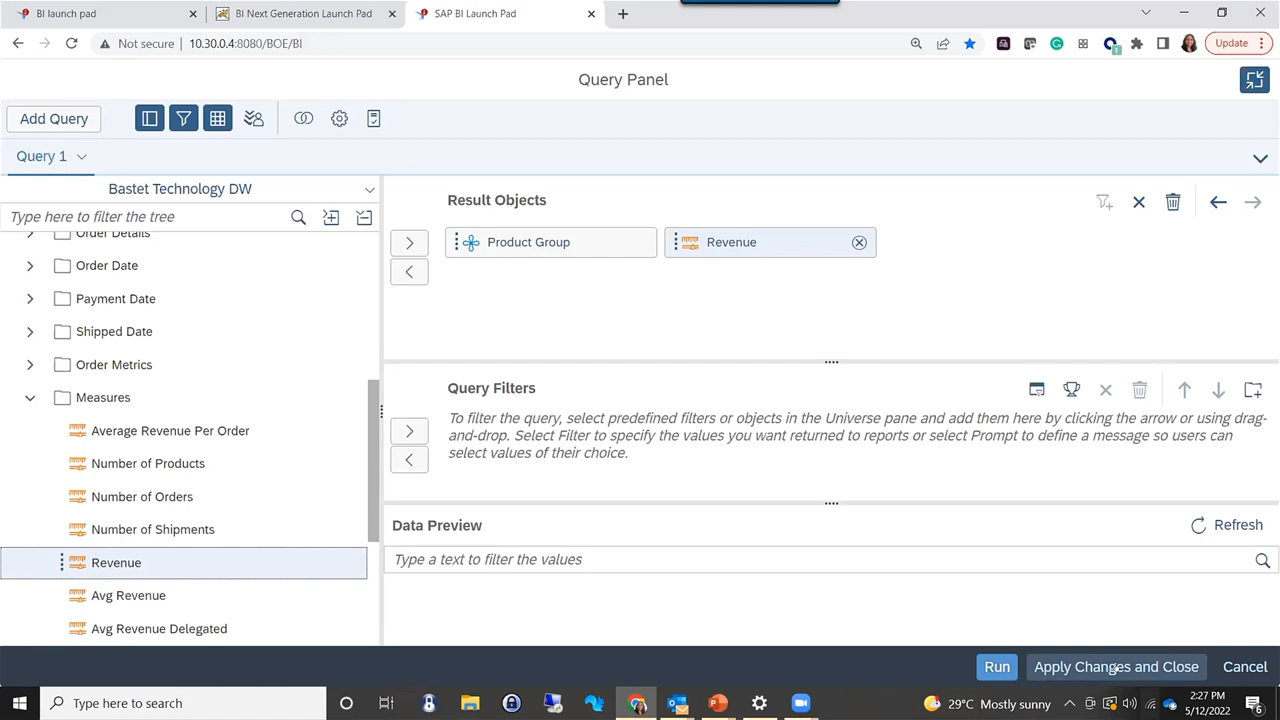 BI launch pad
BI Next Generation Launch Pad
SAP BI Launch Pad
Not secure
10.30.0.4:8080/BOE/BI
Update
Query Panel
Add Query
Query 1
Bastet Technology DW
Type here to filter the tree
Order Details
Order Date
Payment Date
Shipped Date
Order Metrics
Measures
Average Revenue Per Order
Number of Products
Number of Orders
Number of Shipments
Revenue
Avg Revenue
Avg Revenue Delegated
Result Objects
Product Group
Revenue
Query Filters
To filter the query, select predefined filters or objects in the Universe pane and add them here by clicking the arrow or using drag-
and-drop. Select Filter to specify the values you want returned to reports or select Prompt to define a message so users can
select values of their choice.
Data Preview
Refresh
Type a text to filter the values
Run
Apply Changes and Close
Cancel
Type here to search
29°C Mostly sunny
2:27 PM
5/12/2022
6